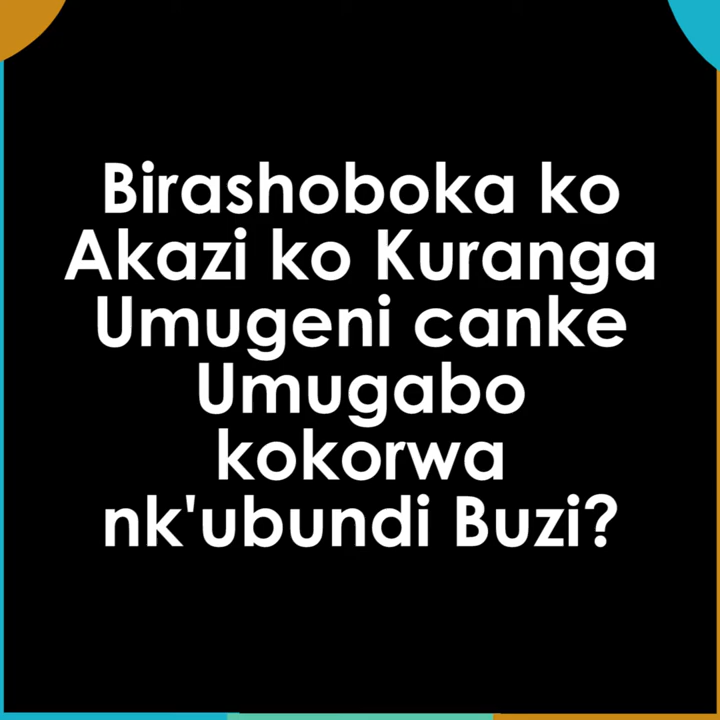 Birashoboka ko
Akazi ko Kuranga
Umugeni canke
Umugabo
kokorwa
nk'ubundi Buzi?